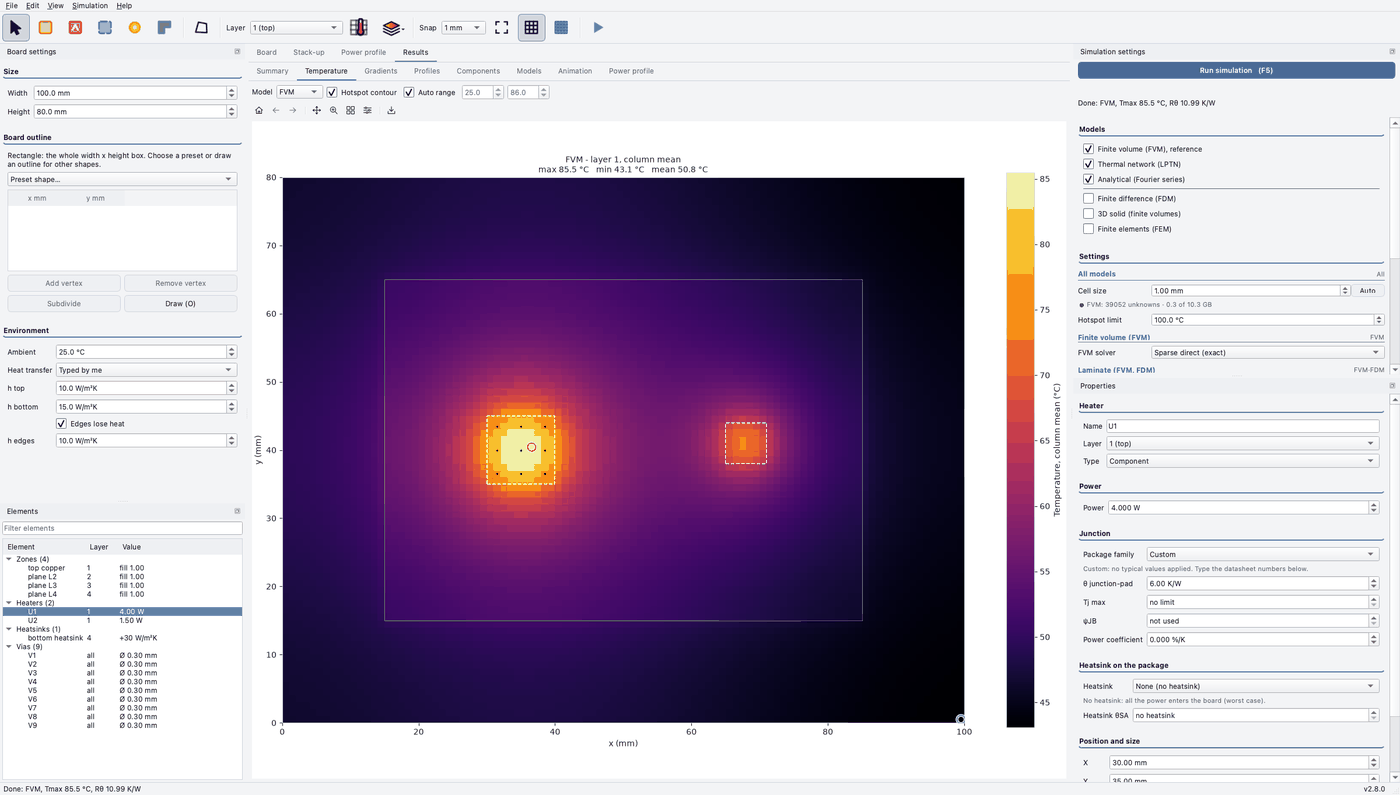 File Edit View Simulation Help
Layer 1 (top) Snap 1 mm
Board settings
Size
Width 100.0 mm
Height 80.0 mm
Board outline
Rectangle: the whole width x height box. Choose a preset or draw
an outline for other shapes.
Preset shape...
x mm y mm
Add vertex Remove vertex
Subdivide Draw (O)
Environment
Ambient 25.0 °C
Heat transfer Typed by me
h top 10.0 W/m²K
h bottom 15.0 W/m²K
Edges lose heat
h edges 10.0 W/m²K
Elements
Filter elements
Element Layer Value
Zones (4)
top copper 1 fill 1.00
plane L2 2 fill 1.00
plane L3 3 fill 1.00
plane L4 4 fill 1.00
Heaters (2)
U1 1 4.00 W
U2 1 1.50 W
Heatsinks (1)
bottom heatsink 4 +30 W/m²K
Vias (9)
V1 all Ø 0.30 mm
V2 all Ø 0.30 mm
V3 all Ø 0.30 mm
V4 all Ø 0.30 mm
V5 all Ø 0.30 mm
V6 all Ø 0.30 mm
V7 all Ø 0.30 mm
V8 all Ø 0.30 mm
V9 all Ø 0.30 mm
Board Stack-up Power profile Results
Summary Temperature Gradients Profiles Components Models Animation Power profile
Model FVM Hotspot contour Auto range 25.0 86.0
FVM - layer 1, column mean
max 85.5 °C min 43.1 °C mean 50.8 °C
80
70
60
50
40
30
20
10
0
y (mm)
0 20 40 60 80 100
x (mm)
85
80
75
70
65
60
55
50
45
Temperature, column mean (°C)
Simulation settings
Run simulation (F5)
Done: FVM, Tmax 85.5 °C, Rθ 10.99 K/W
Models
Finite volume (FVM), reference
Thermal network (LPTN)
Analytical (Fourier series)
Finite difference (FDM)
3D solid (finite volumes)
Finite elements (FEM)
Settings
All models All
Cell size 1.00 mm Auto
● FVM: 39052 unknowns · 0.3 of 10.3 GB
Hotspot limit 100.0 °C
Finite volume (FVM) FVM
FVM solver Sparse direct (exact)
Laminate (FVM, FDM) FVM·FDM
Properties
Heater
Name U1
Layer 1 (top)
Type Component
Power
Power 4.000 W
Junction
Package family Custom
Custom: no typical values applied. Type the datasheet numbers below.
θ junction-pad 6.00 K/W
Tj max no limit
ψJB not used
Power coefficient 0.000 %/K
Heatsink on the package
Heatsink None (no heatsink)
No heatsink: all the power enters the board (worst case).
Heatsink θSA no heatsink
Position and size
X 30.00 mm
Y 35.00 mm
Done: FVM, Tmax 85.5 °C, Rθ 10.99 K/W
v2.8.0